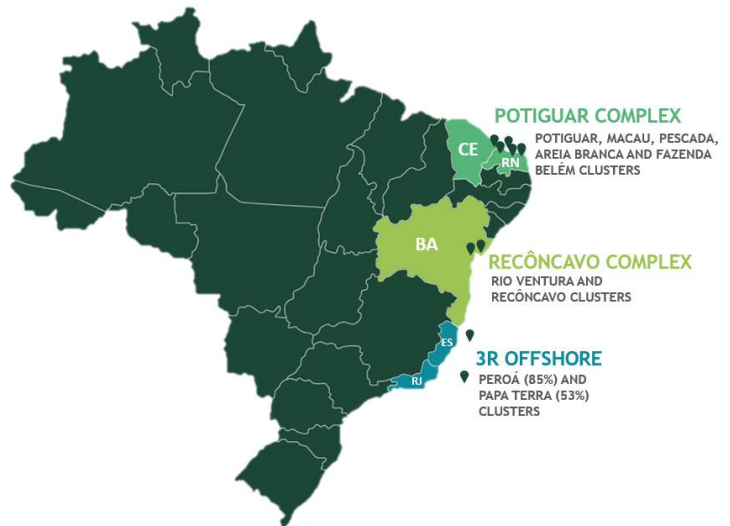 POTIGUAR COMPLEX
POTIGUAR, MACAU, PESCADA,
AREIA BRANCA AND FAZENDA
BELÉM CLUSTERS
CE
RN
BA
RECÔNCAVO COMPLEX
RIO VENTURA AND
RECÔNCAVO CLUSTERS
ES
3R OFFSHORE
RJ
PEROÁ (85%) AND
PAPA TERRA (53%)
CLUSTERS